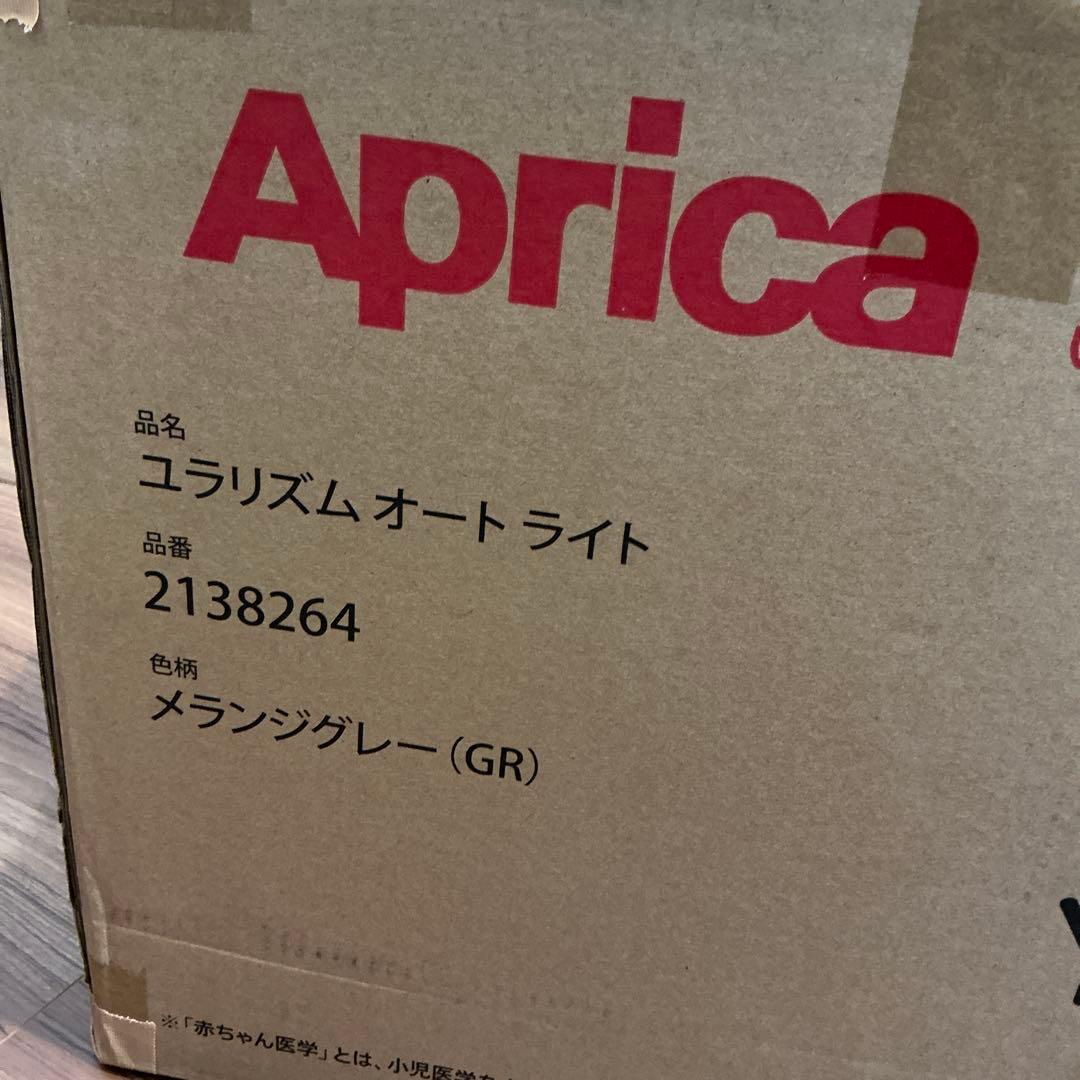 Aprica
品名
ユラリズム オート ライト
品番
2138264
色柄
メランジグレー(GR)
※「赤ちゃん医学」とは、小児医学を